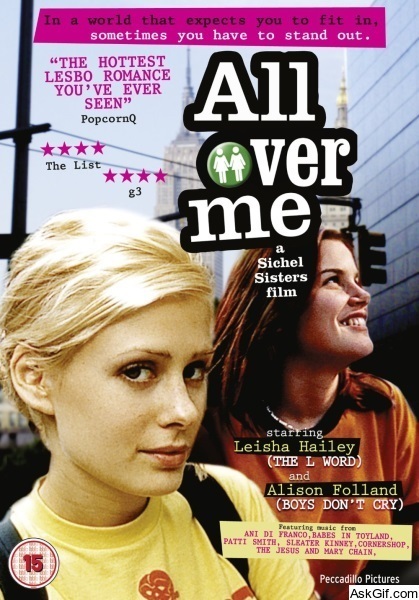 In a world that expects you to fit in,
sometimes you have to stand out.
"THE HOTTEST
LESBO ROMANCE
YOU'VE EVER
SEEN"
PopcornQ
The List
g3
All
over
me
a
Sichel
Sisters
film
starring
Leisha Hailey
(THE L WORD)
and
Alison Folland
(BOYS DON'T CRY)
Featuring music from
ANI DI FRANCO,BABES IN TOYLAND,
PATTI SMITH, SLEATER KINNEY,CORNERSHOP,
THE JESUS AND MARY CHAIN,
15
Peccadillo Pictures
AskGif.com